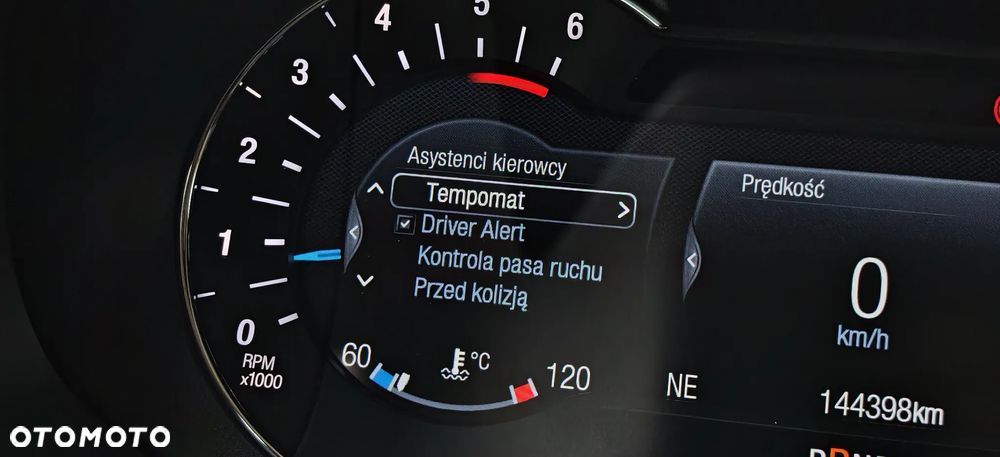 4
5
6
3
2
1
0
RPM
x1000
Asystenci kierowcy
Tempomat
Driver Alert
Kontrola pasa ruchu
Przed kolizją
60
°C
120
Prędkość
0
km/h
NE
144398km
OTOMOTO